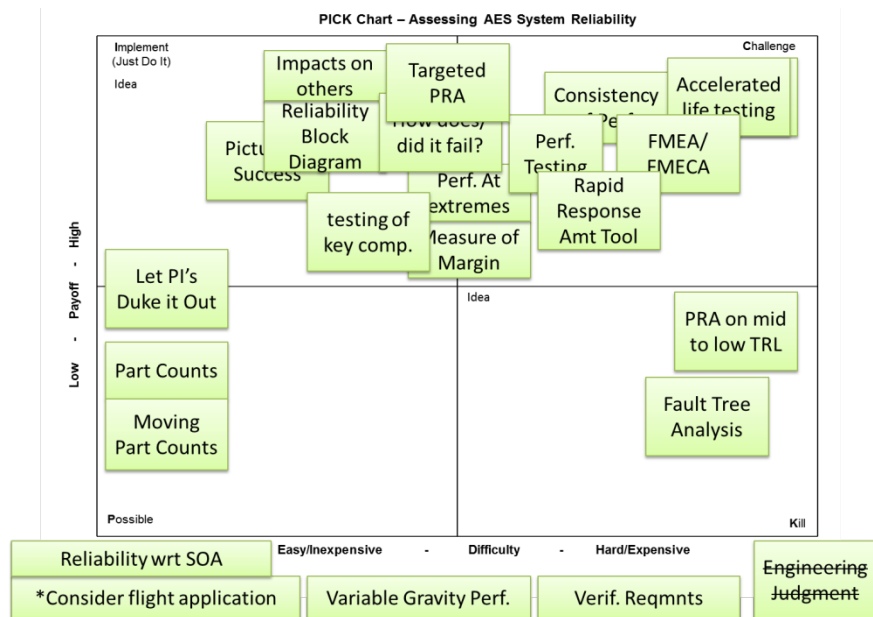 PICK Chart – Assessing AES System Reliability
Implement
(Just Do It)
Idea
Challenge
Impacts on
others
Targeted
PRA
Consistency
Accelerated
life testing
Reliability
Block
Diagram
did it fail?
Success
Perf.
Testing
FMEA/
FMECA
Perf. At
extremes
Rapid
Response
Amt Tool
testing of
key comp.
Measure of
Margin
Let PI's
Duke it Out
Idea
PRA on mid
to low TRL
Part Counts
Moving
Part Counts
Fault Tree
Analysis
Low - Payoff - High
Possible
Kill
Easy/Inexpensive - Difficulty - Hard/Expensive
Reliability wrt SOA
*Consider flight application
Variable Gravity Perf.
Verif. Reqmnts
Engineering
Judgment